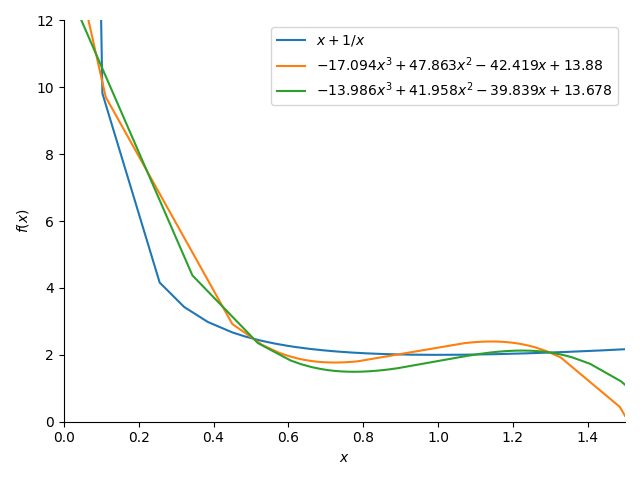 12
10
8
6
4
2
0
f(x)
x + 1/x
−17.094x³ + 47.863x² − 42.419x + 13.88
−13.986x³ + 41.958x² − 39.839x + 13.678
0.0 0.2 0.4 0.6 0.8 1.0 1.2 1.4
x